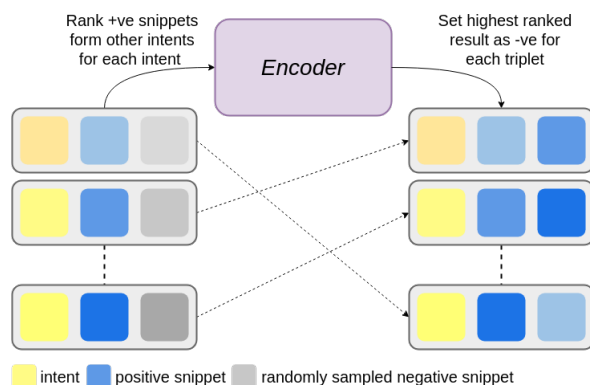 Rank +ve snippets
form other intents
for each intent
Encoder
Set highest ranked
result as -ve for
each triplet
intent
positive snippet
randomly sampled negative snippet